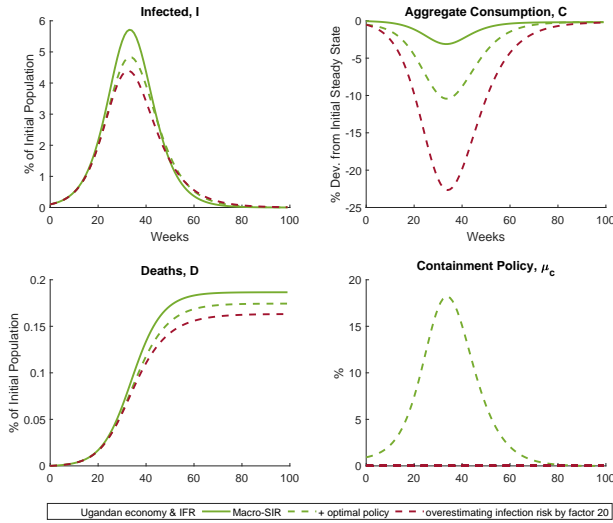 Infected, I
% of Initial Population
6
5
4
3
2
1
0
0 20 40 60 80 100
Weeks
Aggregate Consumption, C
% Dev. from Initial Steady State
0
-5
-10
-15
-20
-25
0 20 40 60 80 100
Weeks
Deaths, D
% of Initial Population
0.2
0.15
0.1
0.05
0
0 20 40 60 80 100
Containment Policy, μc
%
20
15
10
5
0
0 20 40 60 80 100
Ugandan economy & IFR Macro-SIR + optimal policy overestimating infection risk by factor 20